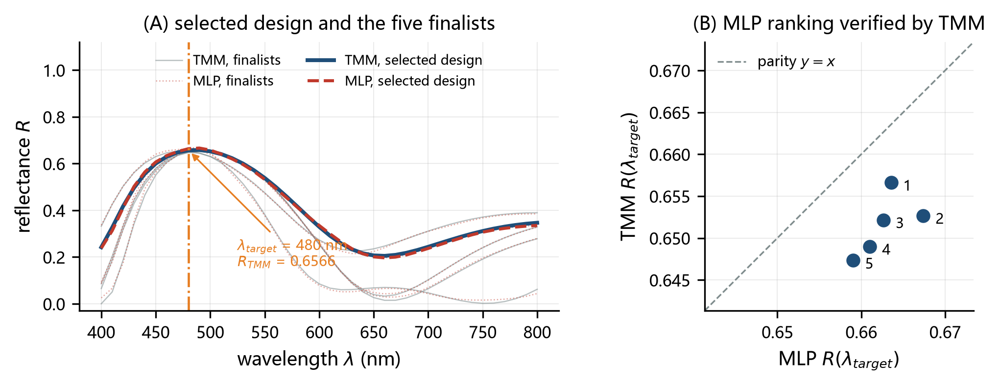 (A) selected design and the five finalists
TMM, finalists
MLP, finalists
TMM, selected design
MLP, selected design
1.0
0.8
0.6
0.4
0.2
0.0
reflectance R
λtarget = 480 nm
RTMM = 0.6566
400 450 500 550 600 650 700 750 800
wavelength λ (nm)
(B) MLP ranking verified by TMM
parity y = x
0.670
0.665
0.660
0.655
0.650
0.645
TMM R(λtarget)
1
2
3
4
5
0.65 0.66 0.67
MLP R(λtarget)